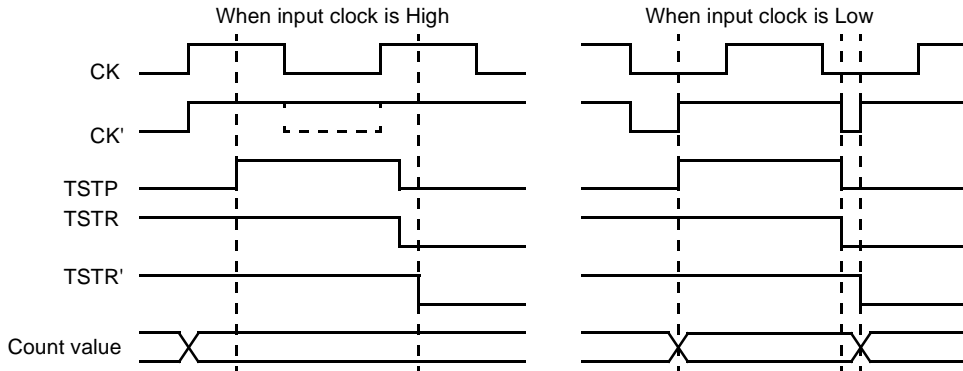 When input clock is High
When input clock is Low
CK
CK'
TSTP
TSTR
TSTR'
Count value